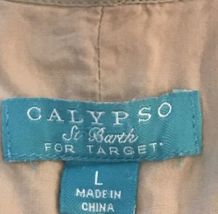 CALYPSO
St Barth
FOR TARGET
L
MADE IN
CHINA